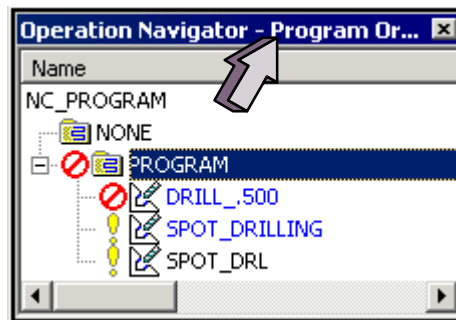 Operation Navigator - Program Or...
Name
NC_PROGRAM
NONE
PROGRAM
DRILL_.500
SPOT_DRILLING
SPOT_DRL